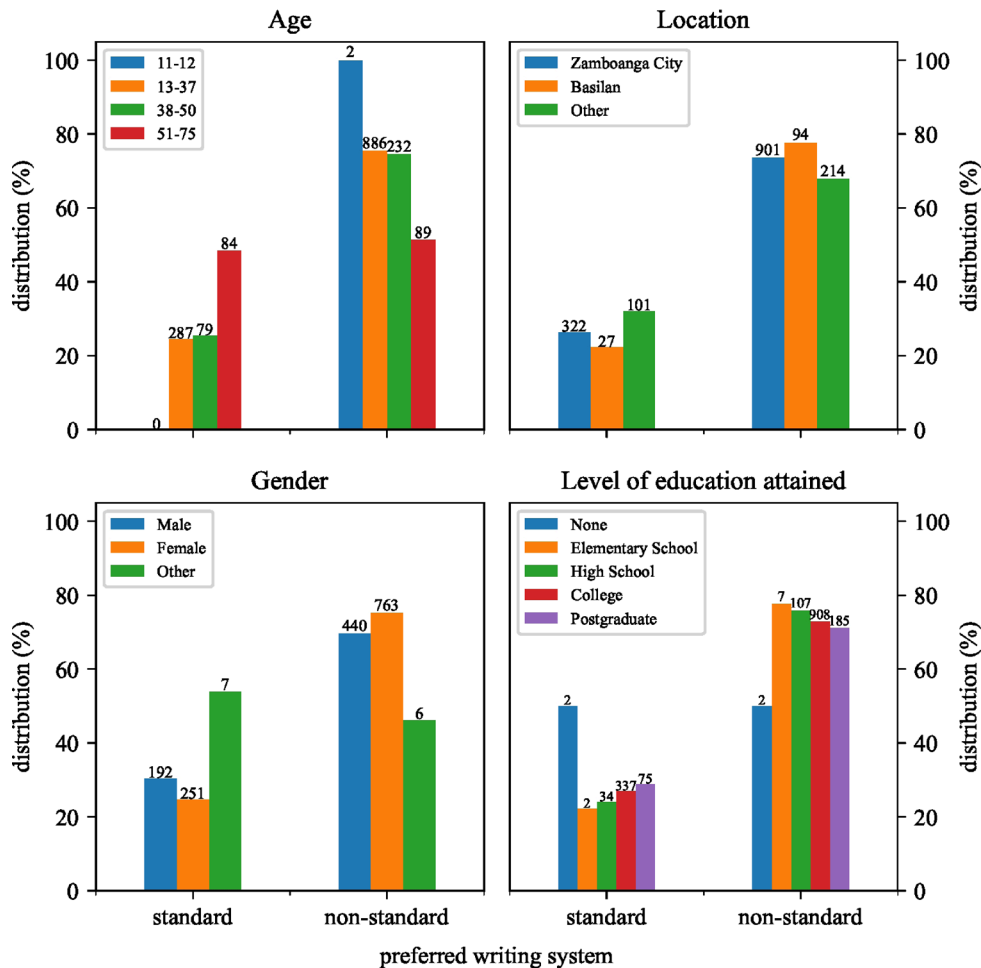 Age
Location
distribution (%)
100
80
60
40
20
0
11-12
13-37
38-50
51-75
0
287
79
84
2
886
232
89
Zamboanga City
Basilan
Other
322
27
101
901
94
214
100
80
60
40
20
0
distribution (%)
Gender
Level of education attained
distribution (%)
100
80
60
40
20
0
Male
Female
Other
192
251
7
440
763
6
standard
non-standard
None
Elementary School
High School
College
Postgraduate
2
2
34
337
75
2
7
107
908
185
100
80
60
40
20
0
distribution (%)
standard
non-standard
preferred writing system